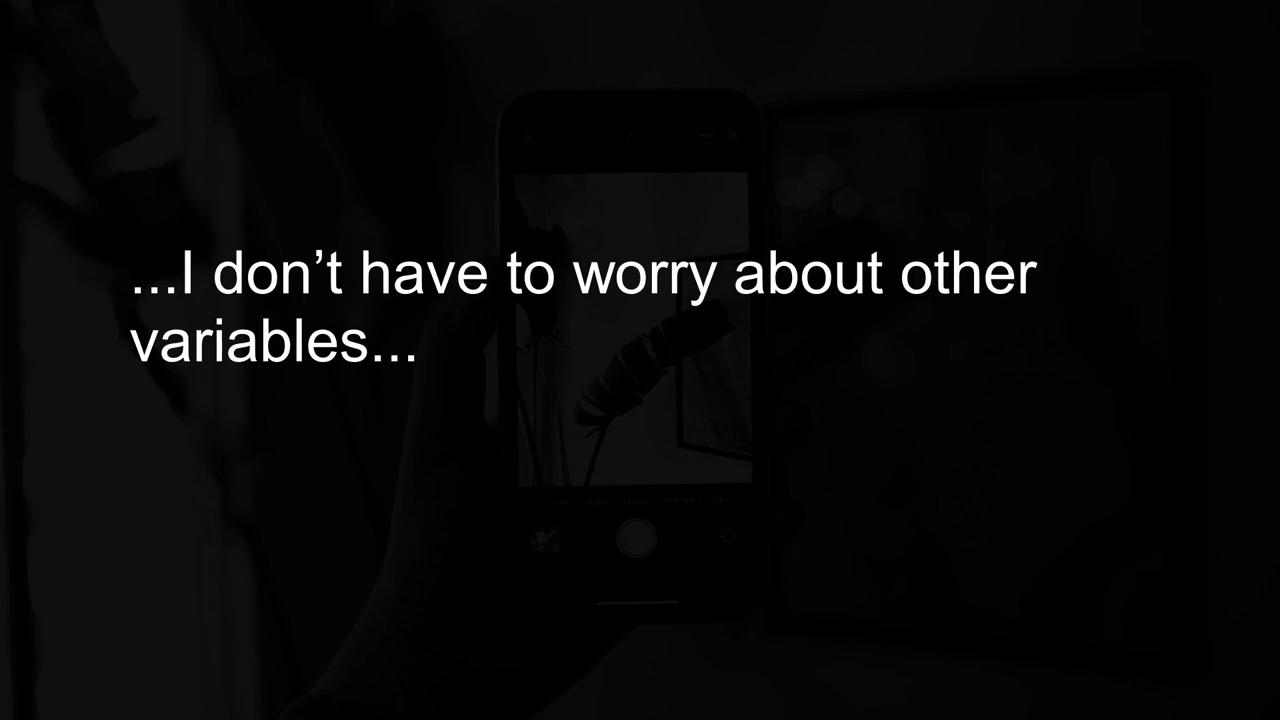 ...I don’t have to worry about other
variables...